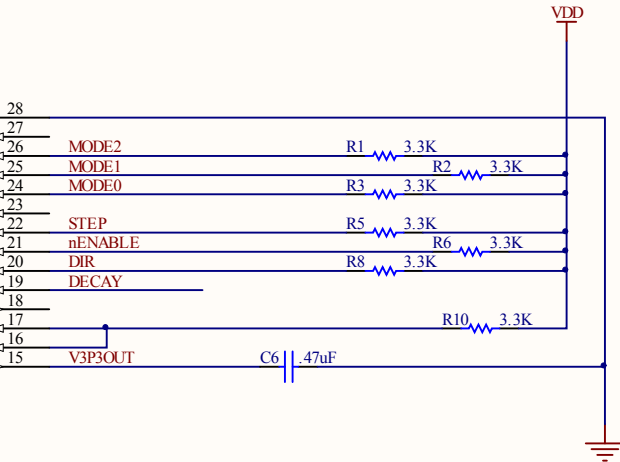 VDD
28
27
26 MODE2 R1 3.3K
25 MODE1 R2 3.3K
24 MODE0 R3 3.3K
23
22 STEP R5 3.3K
21 nENABLE R6 3.3K
20 DIR R8 3.3K
19 DECAY
18
17 R10 3.3K
16
15 V3P3OUT C6 .47uF